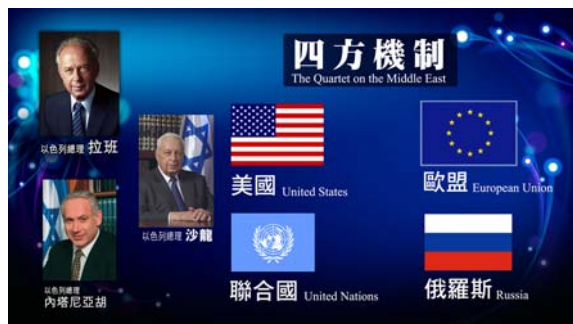 四方機制
The Quartet on the Middle East
以色列總理 拉班
以色列總理 沙龍
以色列總理
內塔尼亞胡
美國 United States
歐盟 European Union
聯合國 United Nations
俄羅斯 Russia